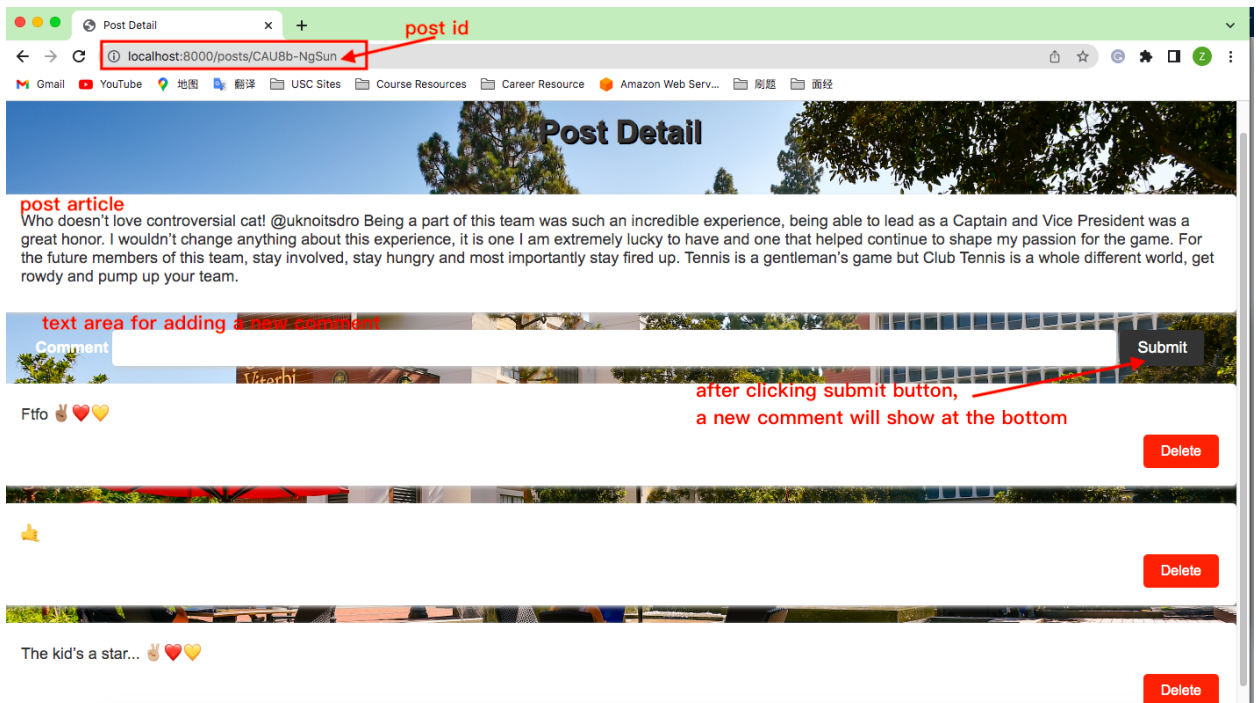 Post Detail
post id
localhost:8000/posts/CAU8b-NgSun
Z
Gmail YouTube 地图 翻译 USC Sites Course Resources Career Resource Amazon Web Serv... 刷题 面经
Post Detail
post article
Who doesn't love controversial cat! @uknoitsdro Being a part of this team was such an incredible experience, being able to lead as a Captain and Vice President was a
great honor. I wouldn't change anything about this experience, it is one I am extremely lucky to have and one that helped continue to shape my passion for the game. For
the future members of this team, stay involved, stay hungry and most importantly stay fired up. Tennis is a gentleman's game but Club Tennis is a whole different world, get
rowdy and pump up your team.
text area for adding a new comment
Comment Submit
Viterbi
after clicking submit button,
a new comment will show at the bottom
Ftfo ✌🏽❤️💛
Delete
🤙
Delete
The kid's a star... ✌🏼❤️💛
Delete